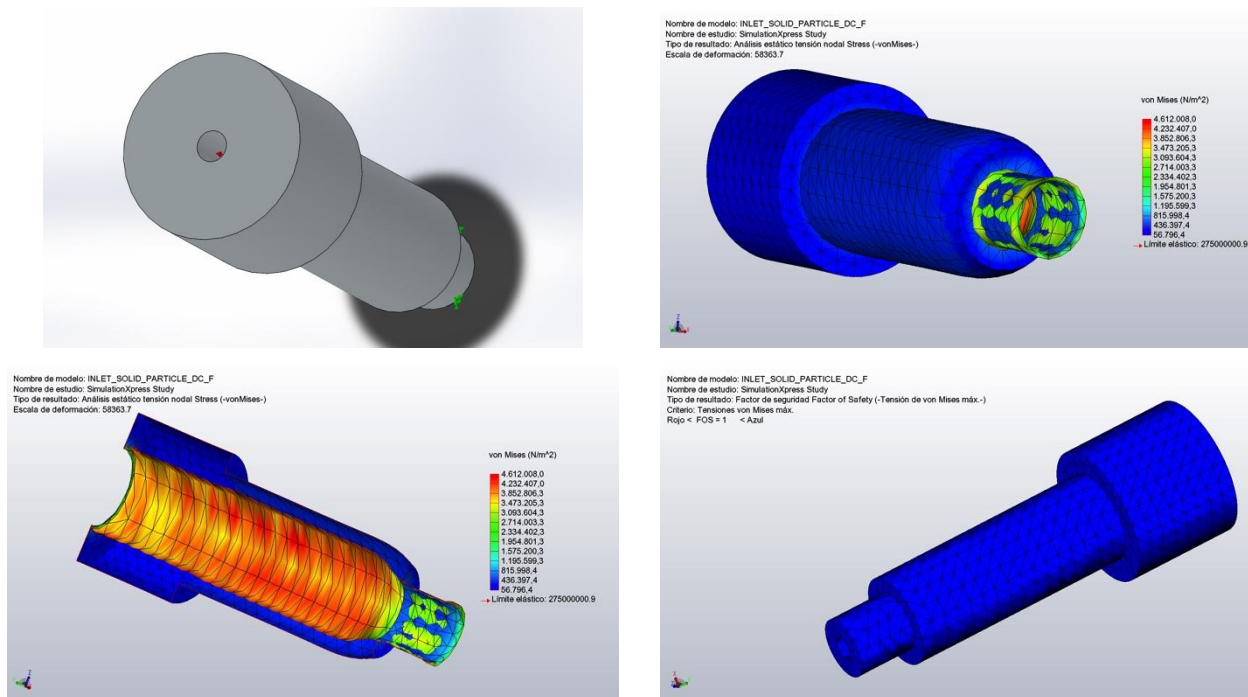 Nombre de modelo: INLET_SOLID_PARTICLE_DC_F
Nombre de estudio: SimulationXpress Study
Tipo de resultado: Análisis estático tensión nodal Stress (-vonMises-)
Escala de deformación: 58363.7
von Mises (N/m^2)
4.612.008,0
4.232.407,0
3.852.806,3
3.473.205,3
3.093.604,3
2.714.003,3
2.334.402,3
1.954.801,3
1.195.599,3
815.998,4
436.397,4
56.796,4
Límite elástico: 275000000.9
Nombre de modelo: INLET_SOLID_PARTICLE_DC_F
Nombre de estudio: SimulationXpress Study
Tipo de resultado: Análisis estático tensión nodal Stress (-vonMises-)
Escala de deformación: 58363.7
von Mises (N/m^2)
4.612.008,0
4.232.407,0
3.852.806,3
3.473.205,3
3.093.604,3
2.714.003,3
2.334.402,3
1.954.801,3
1.575.200,3
1.195.599,3
815.998,4
436.397,4
56.796,4
Límite elástico: 275000000.9
Nombre de modelo: INLET_SOLID_PARTICLE_DC_F
Nombre de estudio: SimulationXpress Study
Tipo de resultado: Factor de seguridad Factor of Safety (-Tensión de von Mises máx.-)
Criterio: Tensiones von Mises máx.
Rojo < FOS = 1 < Azul